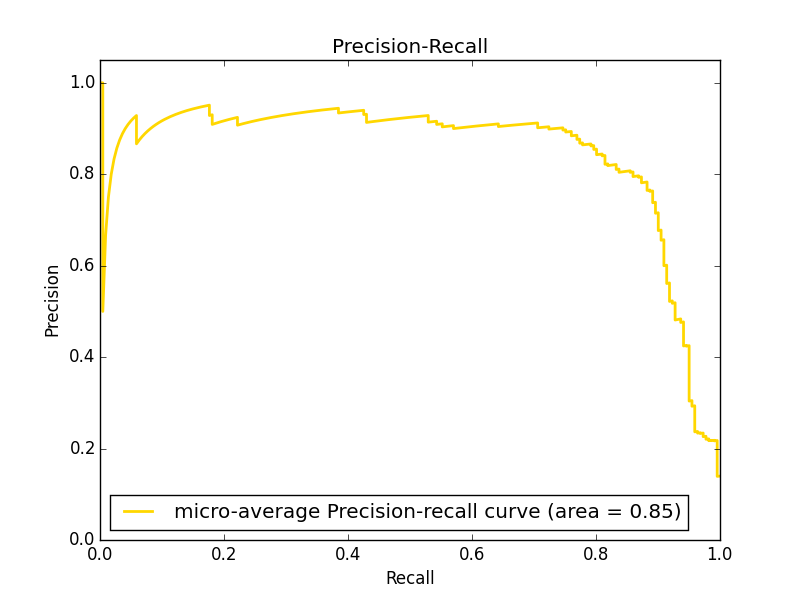 Precision-Recall
1.0
0.8
0.6
0.4
0.2
0.0
Precision
micro-average Precision-recall curve (area = 0.85)
0.0 0.2 0.4 0.6 0.8 1.0
Recall